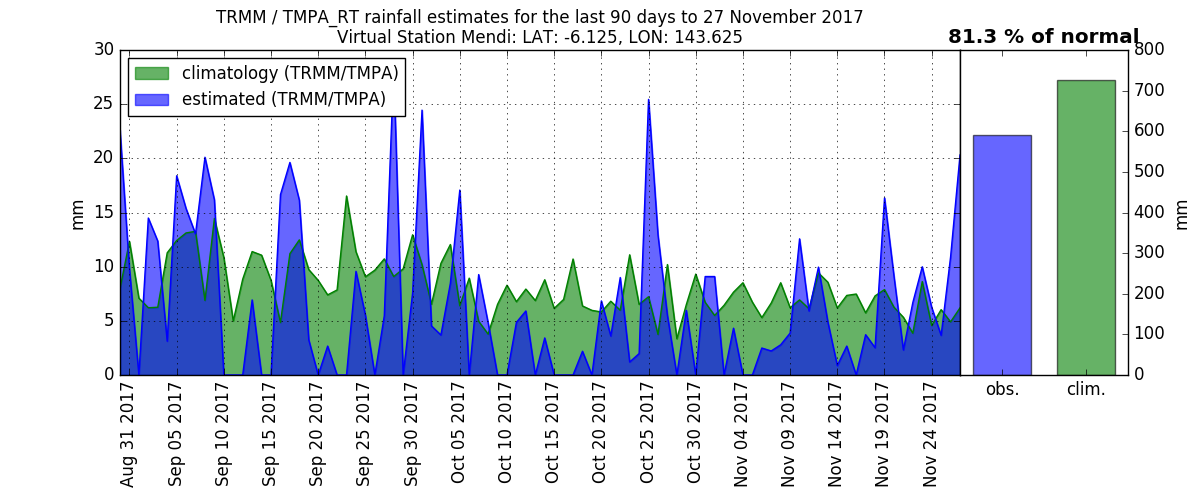 TRMM / TMPA_RT rainfall estimates for the last 90 days to 27 November 2017
Virtual Station Mendi: LAT: -6.125, LON: 143.625
81.3 % of normal
climatology (TRMM/TMPA)
estimated (TRMM/TMPA)
30
25
20
15
10
5
0
mm
Aug 31 2017
Sep 05 2017
Sep 10 2017
Sep 15 2017
Sep 20 2017
Sep 25 2017
Sep 30 2017
Oct 05 2017
Oct 10 2017
Oct 15 2017
Oct 20 2017
Oct 25 2017
Oct 30 2017
Nov 04 2017
Nov 09 2017
Nov 14 2017
Nov 19 2017
Nov 24 2017
800
700
600
500
400
300
200
100
0
mm
obs.
clim.